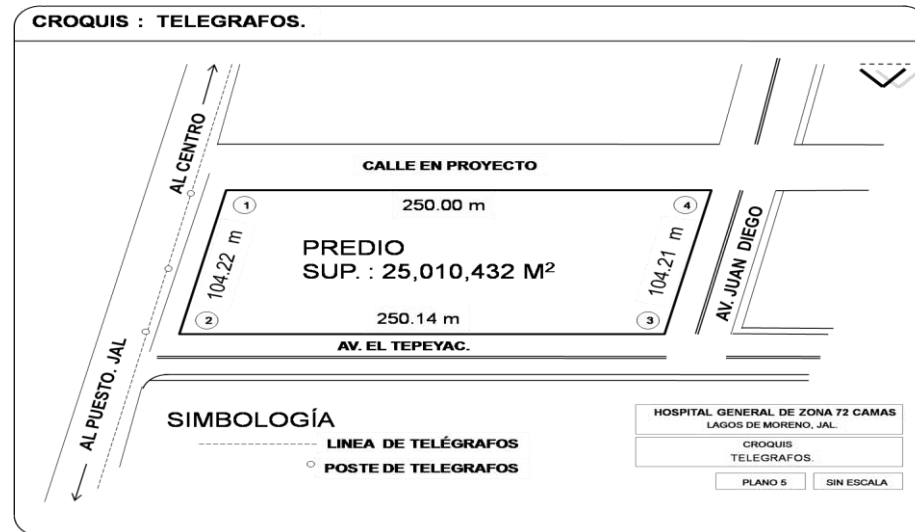 CROQUIS : TELEGRAFOS.
AL CENTRO
CALLE EN PROYECTO
1
250.00 m
4
104.22 m
PREDIO
SUP. : 25,010,432 M²
104.21 m
AV. JUAN DIEGO
2
250.14 m
3
AV. EL TEPEYAC.
AL PUESTO. JAL
SIMBOLOGÍA
LINEA DE TELÉGRAFOS
POSTE DE TELEGRAFOS
HOSPITAL GENERAL DE ZONA 72 CAMAS
LAGOS DE MORENO, JAL.
CROQUIS
TELEGRAFOS.
PLANO 5
SIN ESCALA